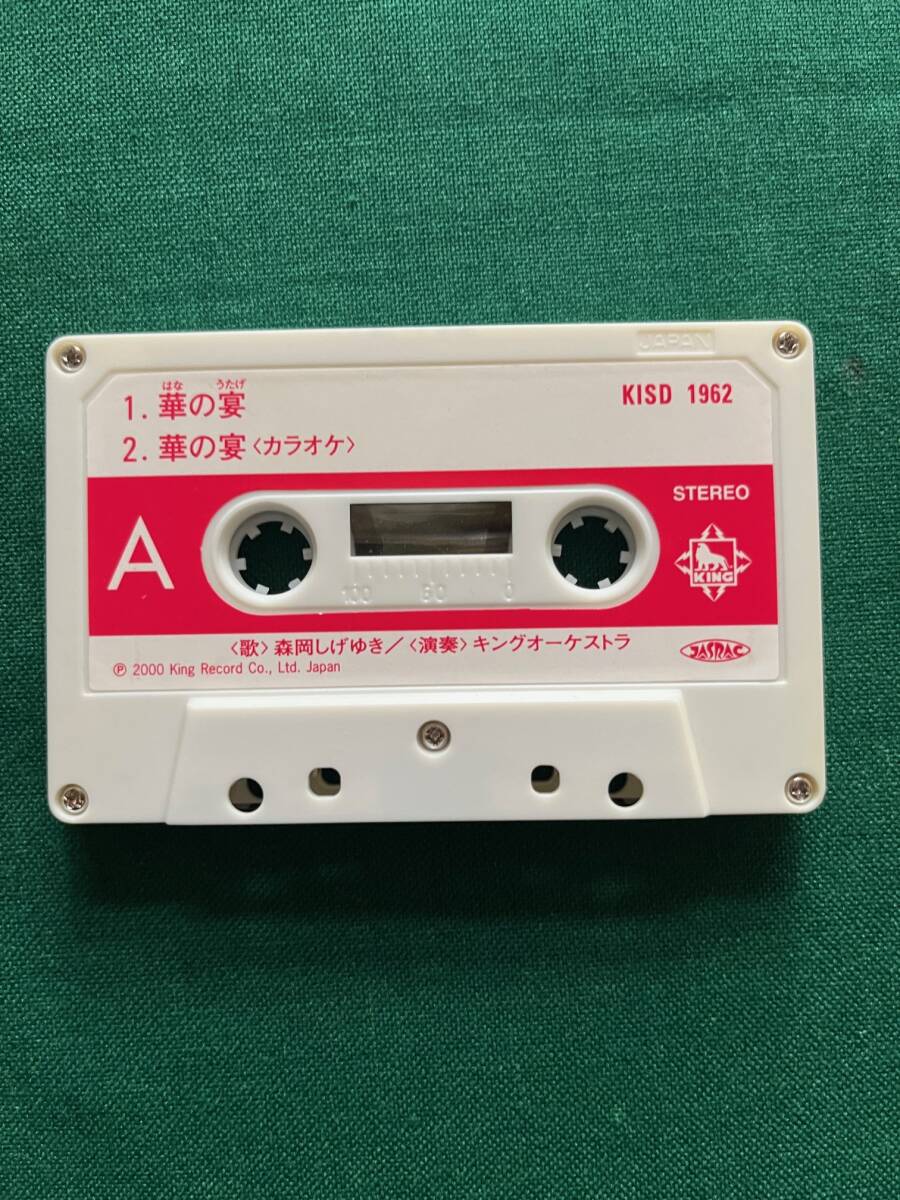 JAPAN
はな うたげ
1. 華の宴
KISD 1962
2. 華の宴〈カラオケ〉
STEREO
A
KING
100 50 0
〈歌〉森岡しげゆき／〈演奏〉キングオーケストラ
JASRAC
Ⓟ 2000 King Record Co., Ltd. Japan